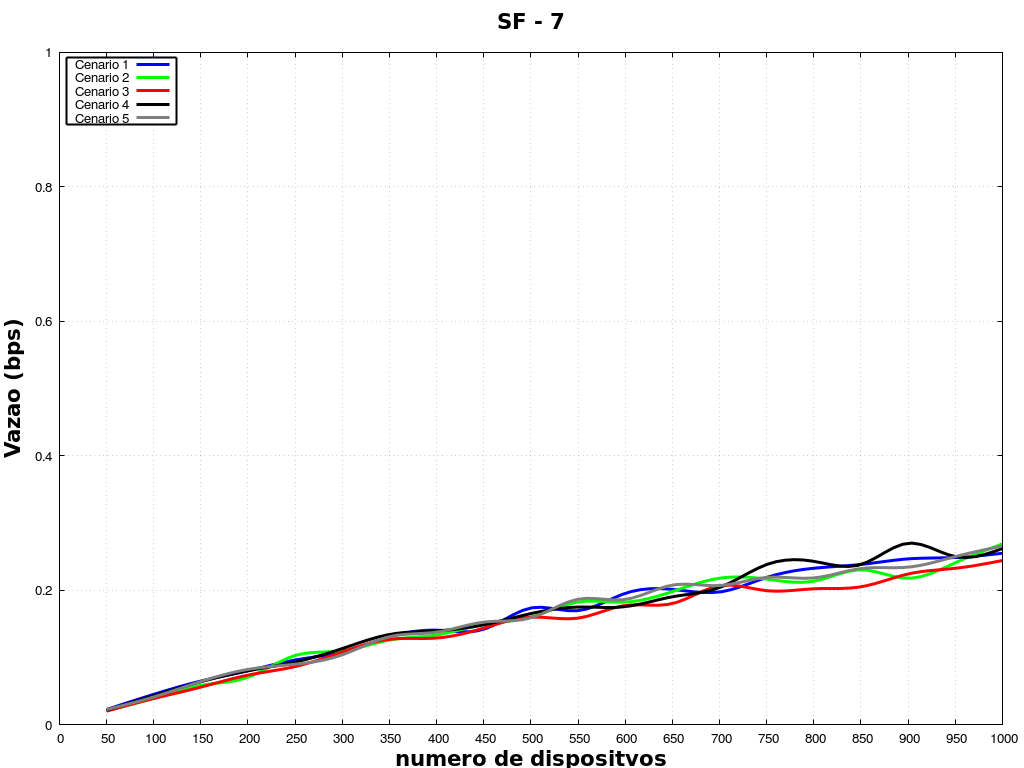 SF - 7
Cenario 1
Cenario 2
Cenario 3
Cenario 4
Cenario 5
Vazao (bps)
1
0.8
0.6
0.4
0.2
0
0 50 100 150 200 250 300 350 400 450 500 550 600 650 700 750 800 850 900 950 1000
numero de dispositvos